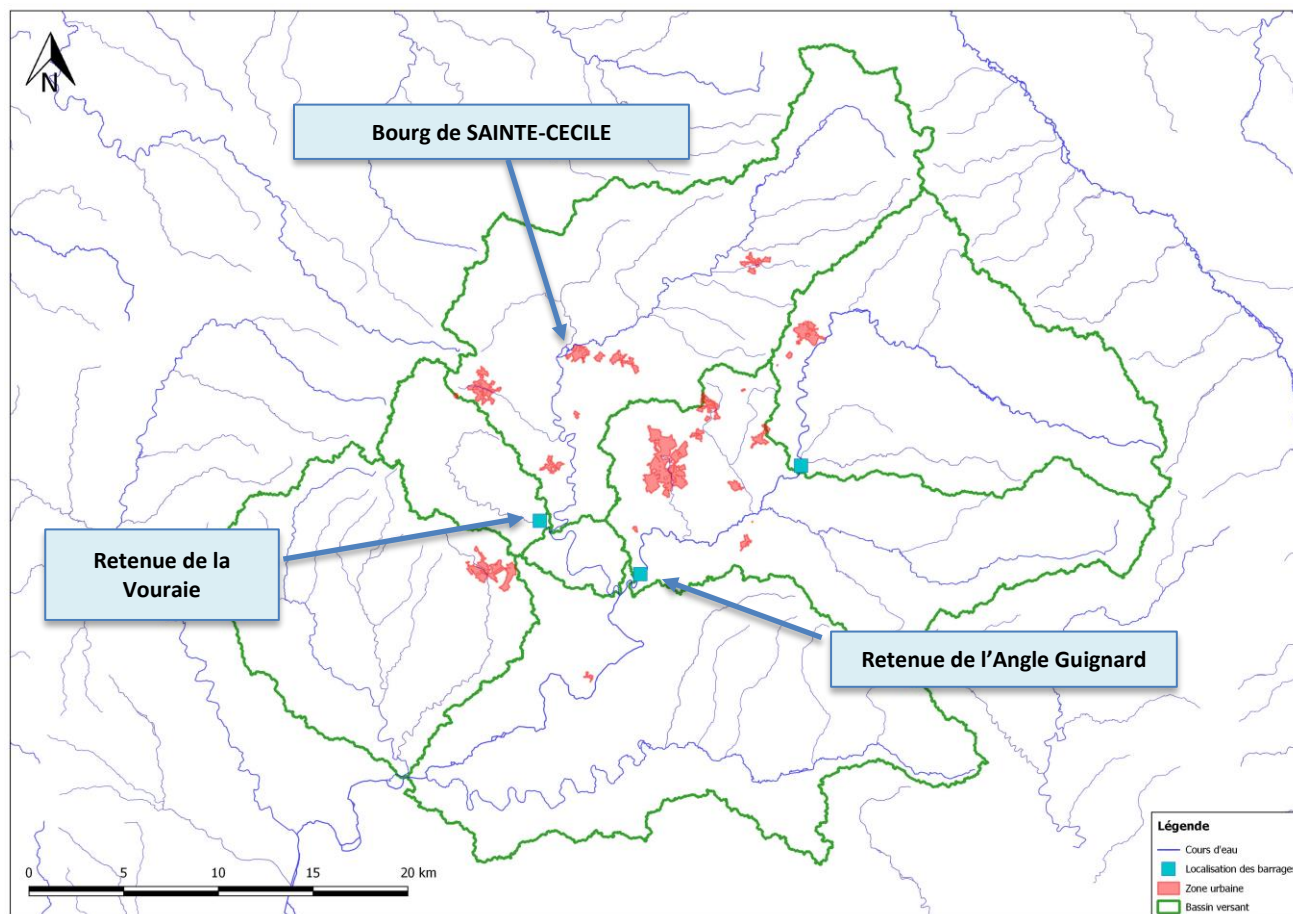 N
Bourg de SAINTE-CECILE
Retenue de la
Vouraie
Retenue de l'Angle Guignard
0 5 10 15 20 km
Légende
Cours d'eau
Localisation des barrages
Zone urbaine
Bassin versant